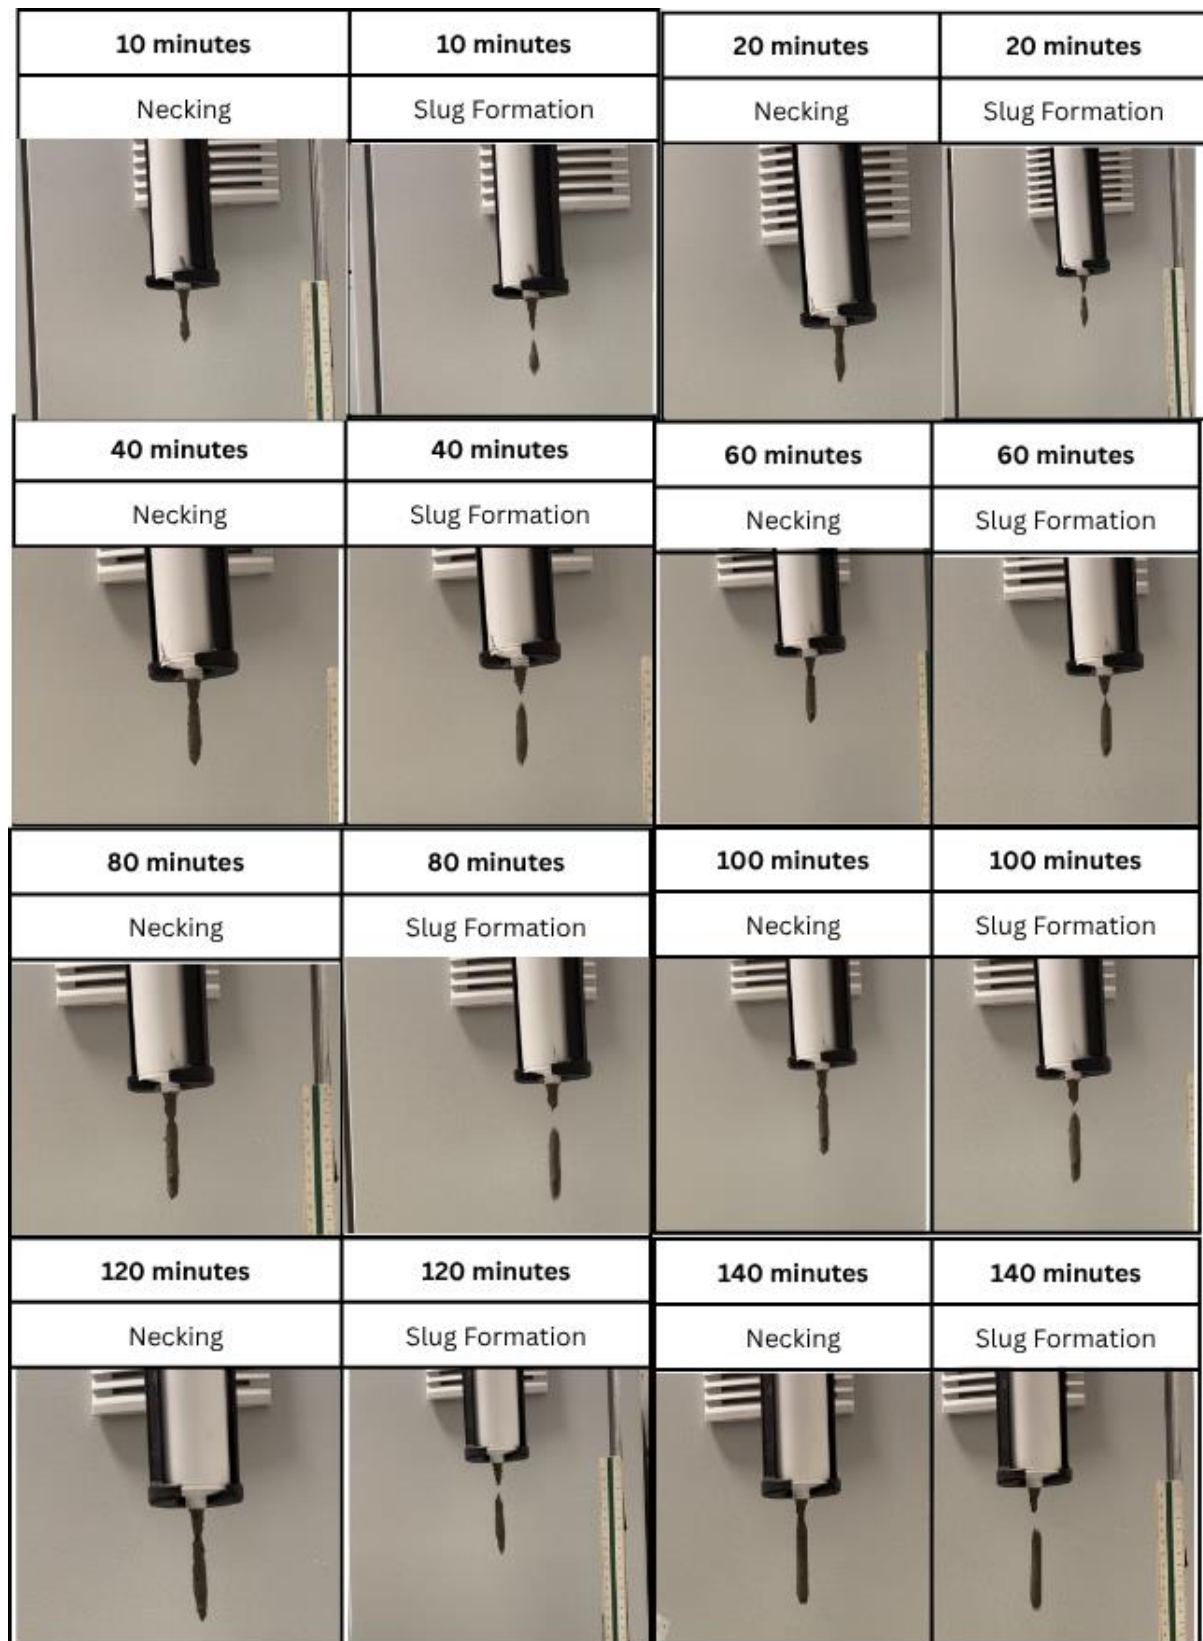 10 minutes 10 minutes 20 minutes 20 minutes
Necking Slug Formation Necking Slug Formation
40 minutes 40 minutes 60 minutes 60 minutes
Necking Slug Formation Necking Slug Formation
80 minutes 80 minutes 100 minutes 100 minutes
Necking Slug Formation Necking Slug Formation
120 minutes 120 minutes 140 minutes 140 minutes
Necking Slug Formation Necking Slug Formation